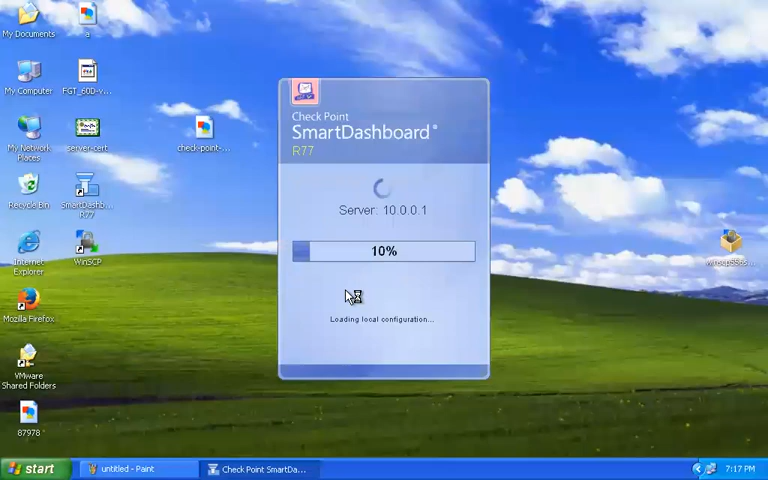 My Documents
a
My Computer
FGT_60D-v...
My Network
Places
server-cert
check-point-...
Recycle Bin
SmartDashb...
R77
Internet
Explorer
WinSCP
Mozilla Firefox
VMware
Shared Folders
87978
Check Point
SmartDashboard
R77
Server: 10.0.0.1
10%
Loading local configuration...
start
untitled - Paint
Check Point SmartDa...
7:17 PM